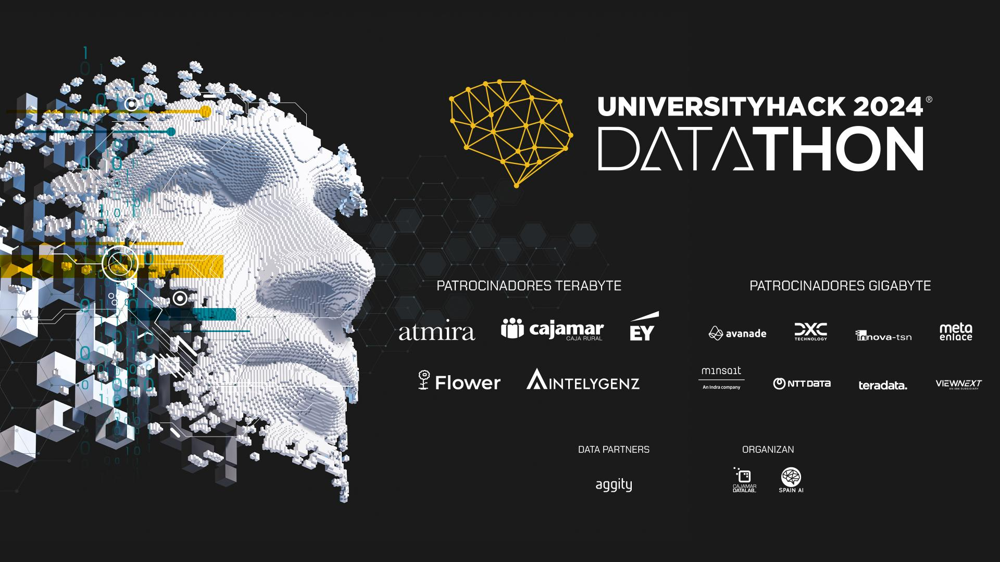 UNIVERSITYHACK 2024®
DATATHON
PATROCINADORES TERABYTE
atmira
cajamar
CAJA RURAL
EY
Flower
INTELYGENZ
PATROCINADORES GIGABYTE
avanade
DXC
TECHNOLOGY
nova-tsn
meta
enlace
minsait
An Indra company
NTT DATA
teradata.
VIEWNEXT
AN IBM SUBSIDIARY
DATA PARTNERS
aggity
ORGANIZAN
CAJAMAR
DATALAB_
SPAIN AI